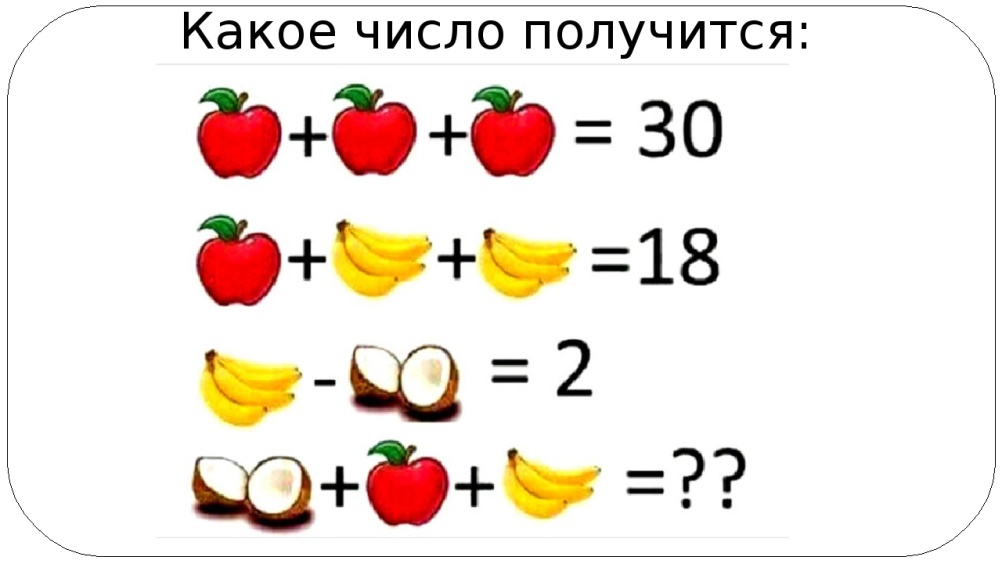 Какое число получится:
+ + = 30
+ + =18
- = 2
+ + =??